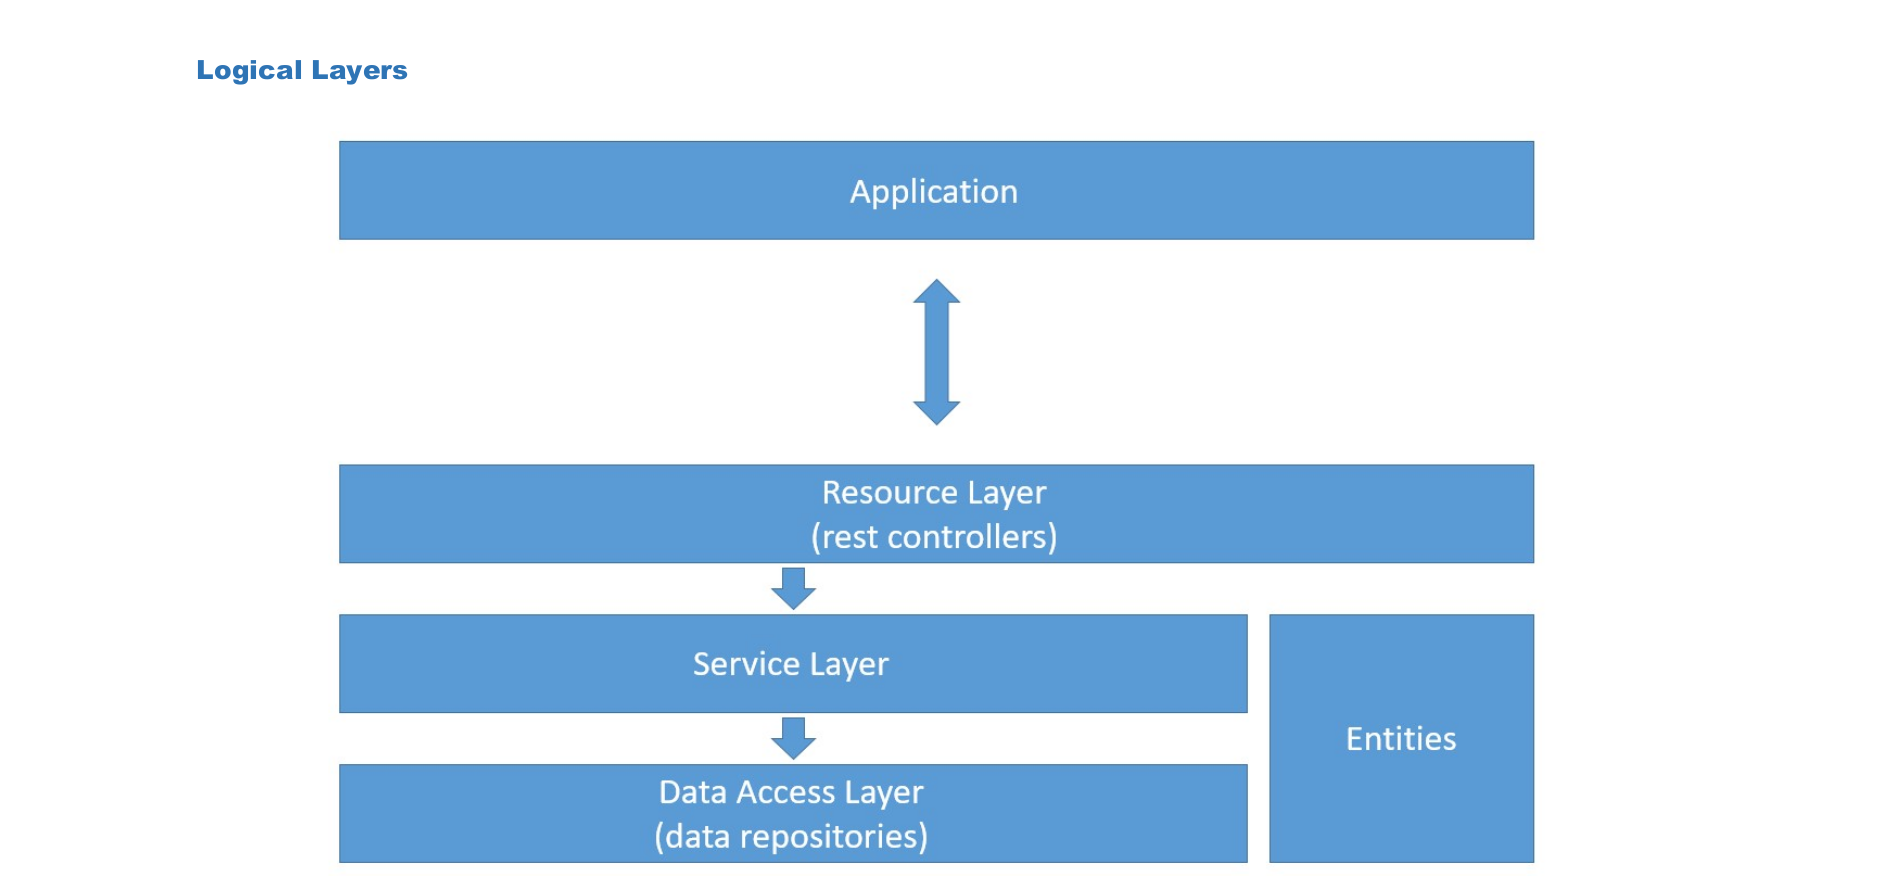 Logical Layers
Application
Resource Layer
(rest controllers)
Service Layer
Entities
Data Access Layer
(data repositories)